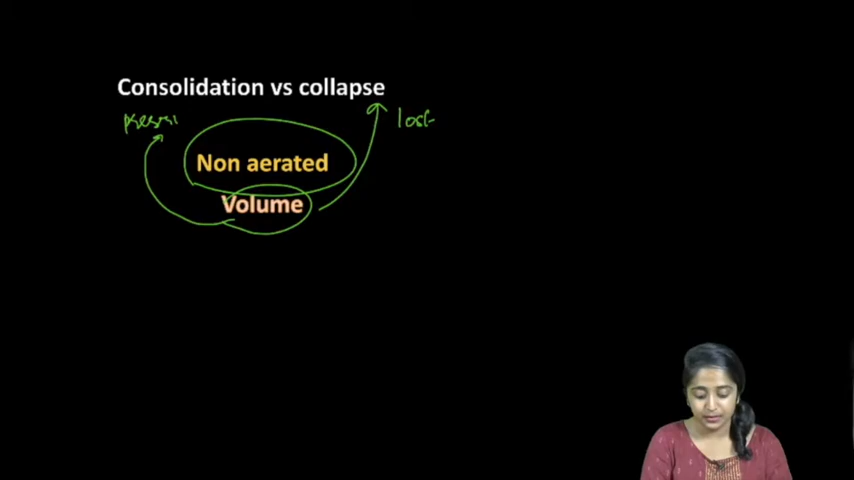 Consolidation vs collapse
lost
Non aerated
Volume